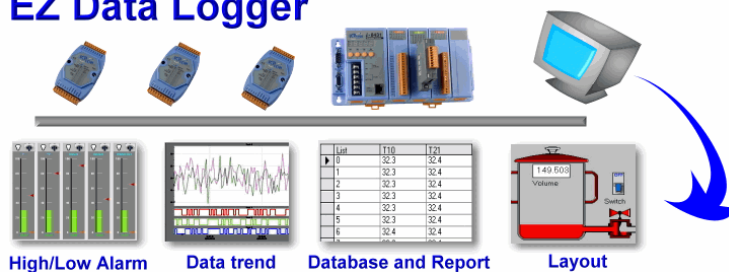 EZ Data Logger
List T10 T21
0 32.3 32.4
1 32.3 32.4
2 32.3 32.4
3 32.3 32.4
4 32.3 32.4
5 32.3 32.4
6 32.4 32.4
149.503
Volume
Switch
High/Low Alarm
Data trend
Database and Report
Layout